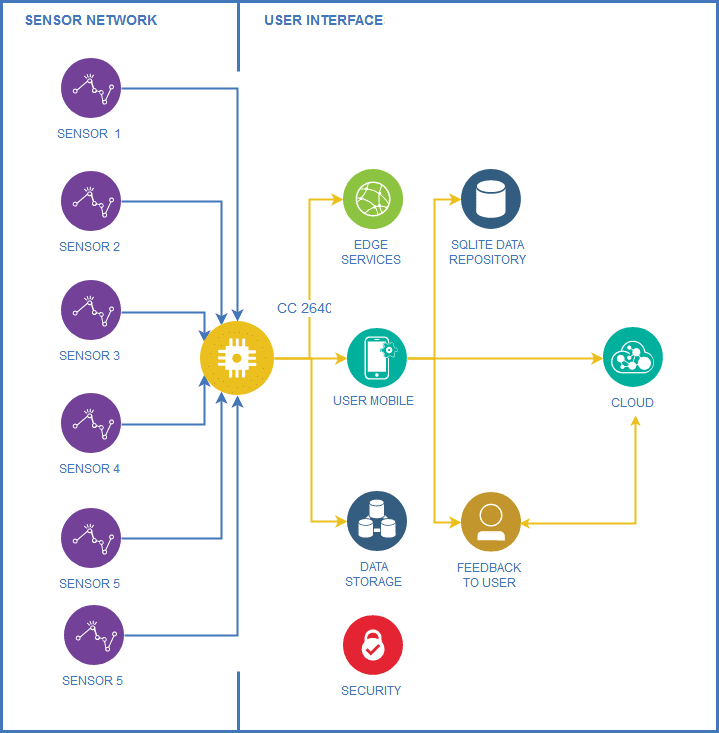 SENSOR NETWORK
USER INTERFACE
SENSOR 1
SENSOR 2
SENSOR 3
SENSOR 4
SENSOR 5
SENSOR 5
CC 2640
EDGE
SERVICES
SQLITE DATA
REPOSITORY
USER MOBILE
CLOUD
DATA
STORAGE
FEEDBACK
TO USER
SECURITY